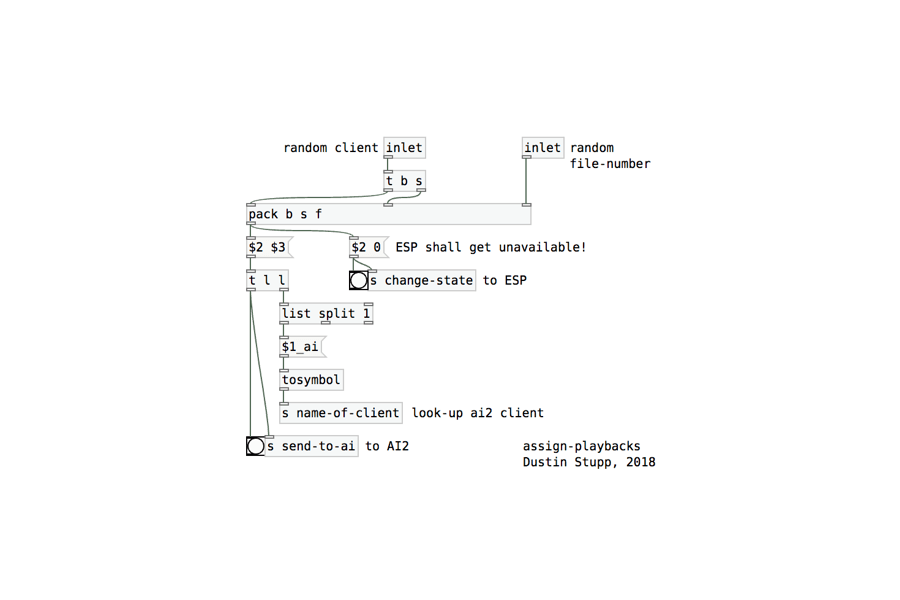 random client
inlet
inlet
random
file-number
t b s
pack b s f
$2 $3
$2 0
ESP shall get unavailable!
t l l
s change-state
to ESP
list split 1
$1_ai
tosymbol
s name-of-client
look-up ai2 client
s send-to-ai
to AI2
assign-playbacks
Dustin Stupp, 2018